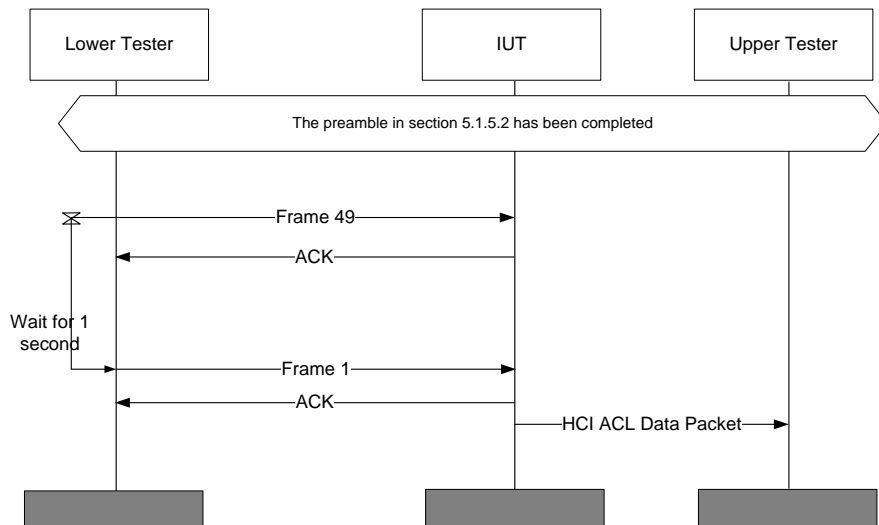 Lower Tester
IUT
Upper Tester
The preamble in section 5.1.5.2 has been completed
Frame 49
ACK
Wait for 1
second
Frame 1
ACK
HCI ACL Data Packet